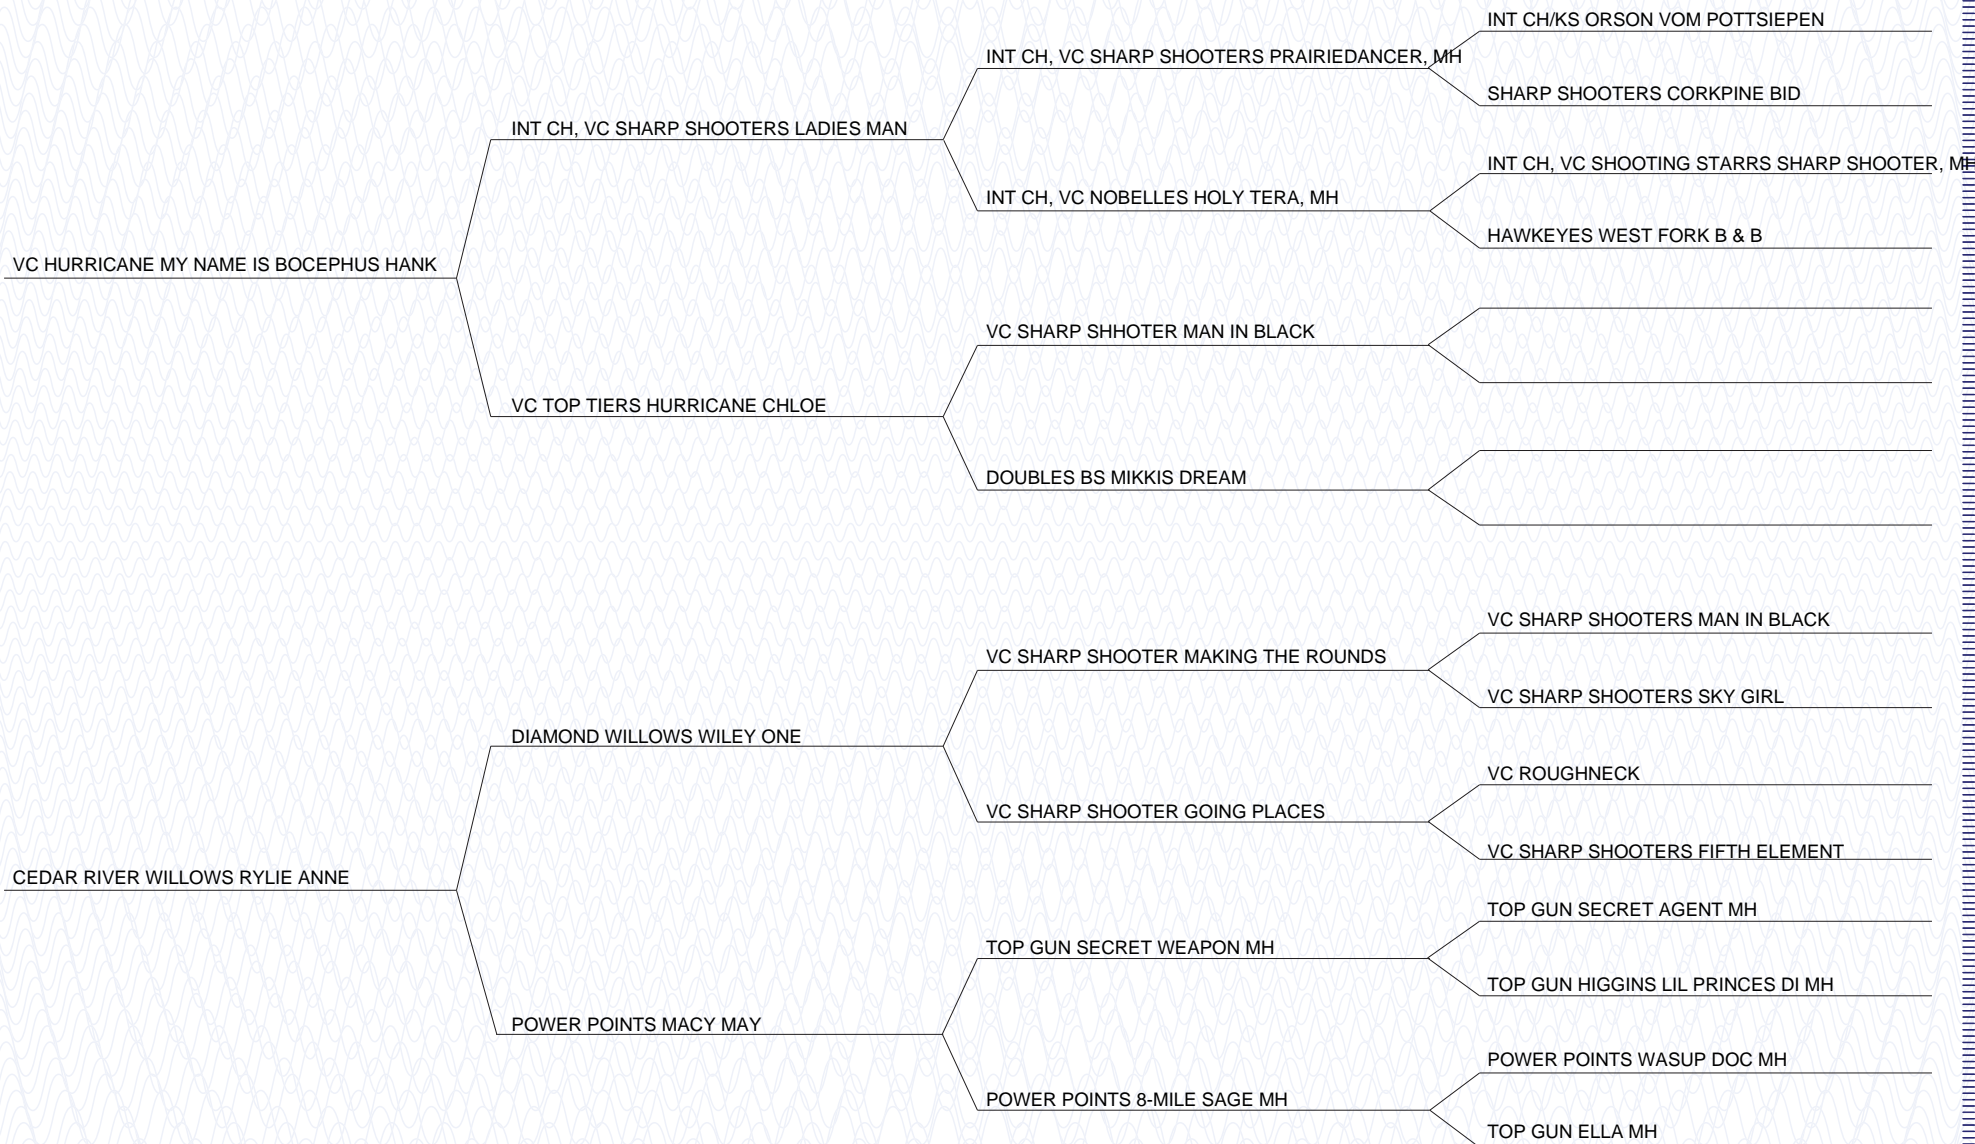 INT CH/KS ORSON VOM POTTSIEPEN
INT CH, VC SHARP SHOOTERS PRAIRIEDANCER, MH
SHARP SHOOTERS CORKPINE BID
INT CH, VC SHARP SHOOTERS LADIES MAN
INT CH, VC SHOOTING STARRS SHARP SHOOTER, MH
INT CH, VC NOBELLES HOLY TERA, MH
HAWKEYES WEST FORK B & B
VC HURRICANE MY NAME IS BOCEPHUS HANK
VC SHARP SHHOTER MAN IN BLACK
VC TOP TIERS HURRICANE CHLOE
DOUBLES BS MIKKIS DREAM
VC SHARP SHOOTERS MAN IN BLACK
VC SHARP SHOOTER MAKING THE ROUNDS
VC SHARP SHOOTERS SKY GIRL
DIAMOND WILLOWS WILEY ONE
VC ROUGHNECK
VC SHARP SHOOTER GOING PLACES
VC SHARP SHOOTERS FIFTH ELEMENT
CEDAR RIVER WILLOWS RYLIE ANNE
TOP GUN SECRET AGENT MH
TOP GUN SECRET WEAPON MH
TOP GUN HIGGINS LIL PRINCES DI MH
POWER POINTS MACY MAY
POWER POINTS WASUP DOC MH
POWER POINTS 8-MILE SAGE MH
TOP GUN ELLA MH